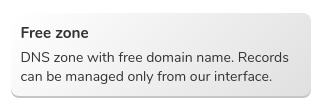 Free zone
DNS zone with free domain name. Records
can be managed only from our interface.